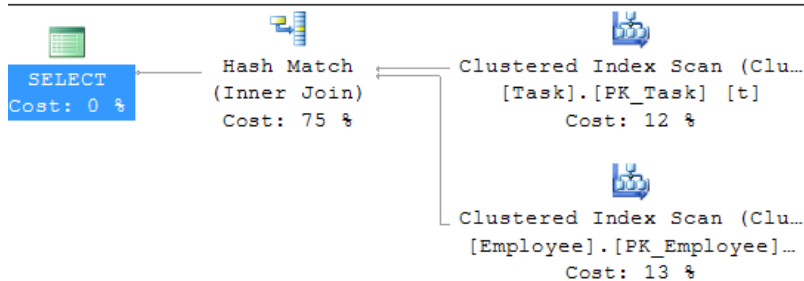 SELECT
Cost: 0 %
Hash Match
(Inner Join)
Cost: 75 %
Clustered Index Scan (Clu…
[Task].[PK_Task] [t]
Cost: 12 %
Clustered Index Scan (Clu…
[Employee].[PK_Employee]…
Cost: 13 %